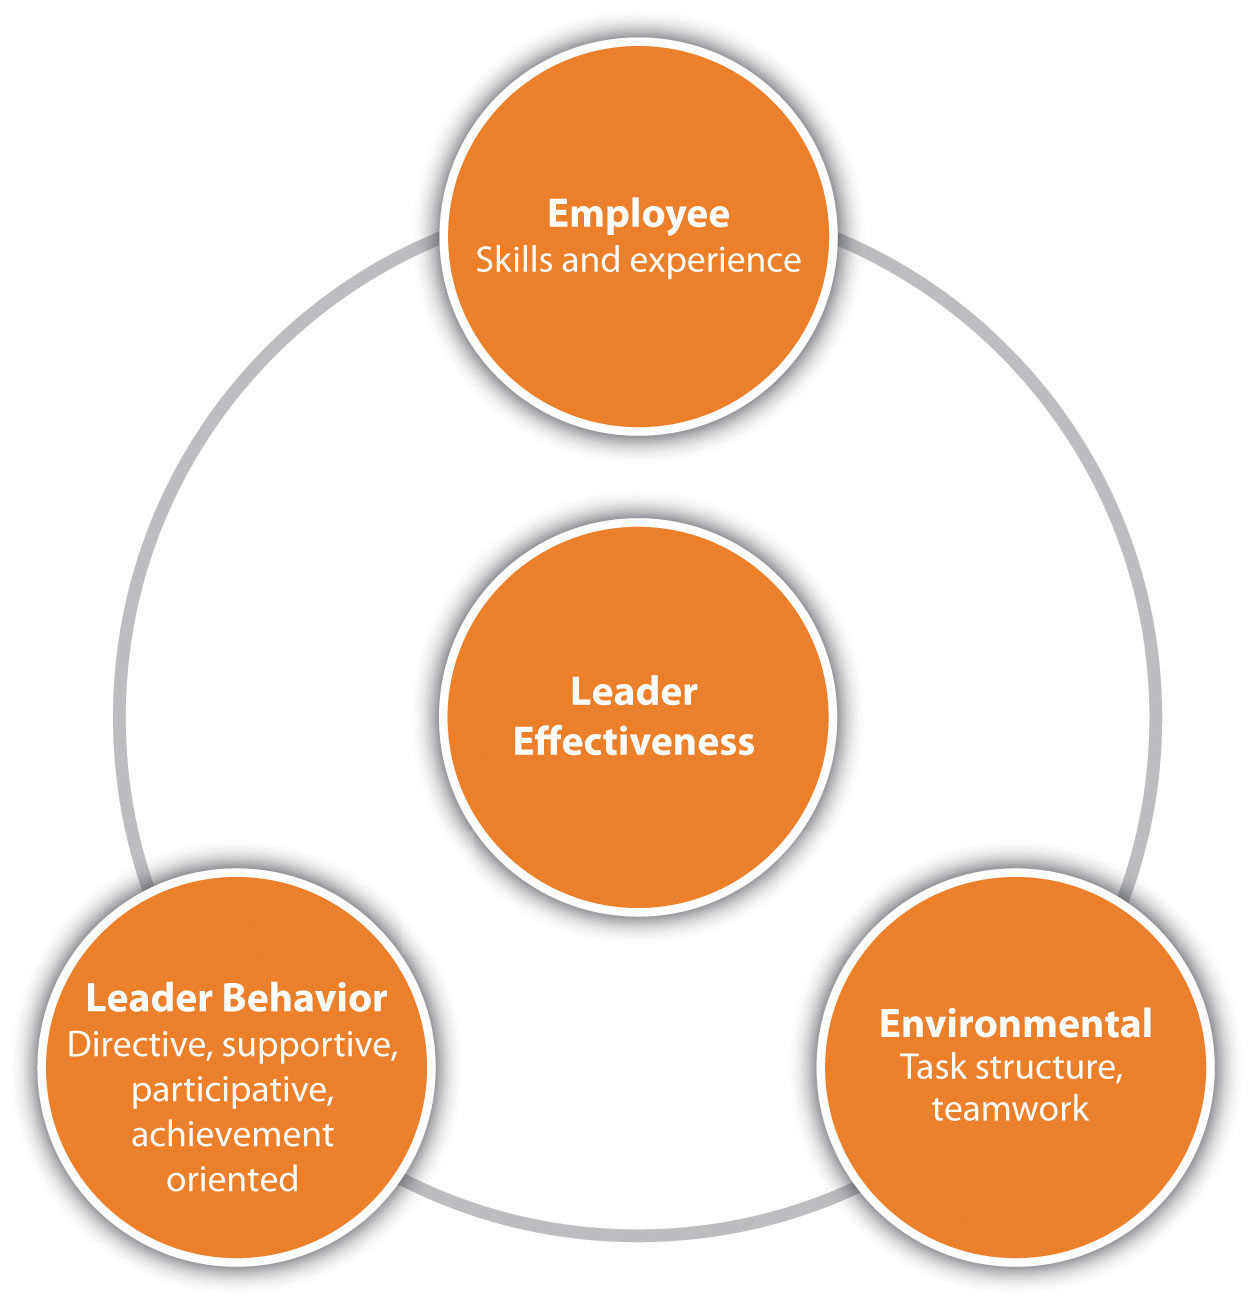 Employee
Skills and experience
Leader
Effectiveness
Leader Behavior
Directive, supportive,
participative,
achievement
oriented
Environmental
Task structure,
teamwork